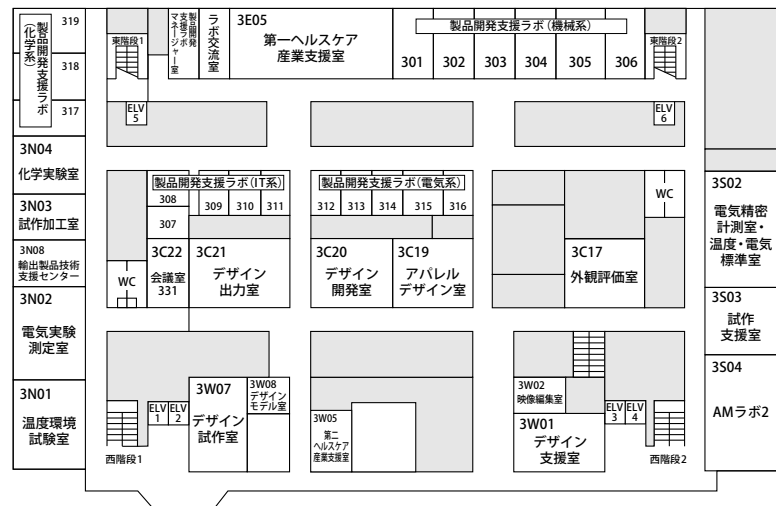 製品開発支援ラボ
(化学系)
319
318
317
東階段1
製品開発
支援ラボ
マネージャー室
ラボ交流室
3E05
第一ヘルスケア
産業支援室
製品開発支援ラボ(機械系)
301
302
303
304
305
306
東階段2
ELV
5
ELV
6
3N04
化学実験室
3N03
試作加工室
3N08
輸出製品技術
支援センター
3N02
電気実験
測定室
3N01
温度環境
試験室
製品開発支援ラボ(IT系)
308
309
310
311
307
WC
3C22
会議室
331
3C21
デザイン
出力室
製品開発支援ラボ(電気系)
312
313
314
315
316
3C20
デザイン
開発室
3C19
アパレル
デザイン室
WC
3C17
外観評価室
3S02
電気精密
計測室・
温度・電気
標準室
3S03
試作
支援室
3S04
AMラボ2
西階段1
ELV
1
ELV
2
3W07
デザイン
試作室
3W08
デザイン
モデル室
3W05
第二
ヘルスケア
産業支援室
3W02
映像編集室
3W01
デザイン
支援室
ELV
3
ELV
4
西階段2